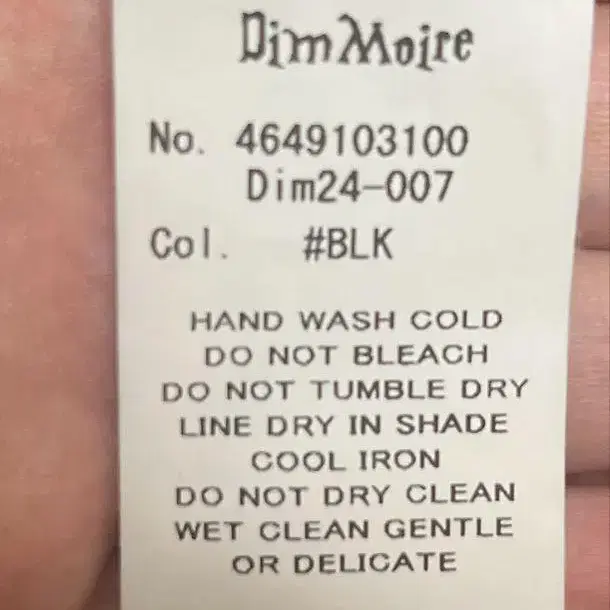 Dim Moire
No. 4649103100
Dim24-007
Col. #BLK
HAND WASH COLD
DO NOT BLEACH
DO NOT TUMBLE DRY
LINE DRY IN SHADE
COOL IRON
DO NOT DRY CLEAN
WET CLEAN GENTLE
OR DELICATE